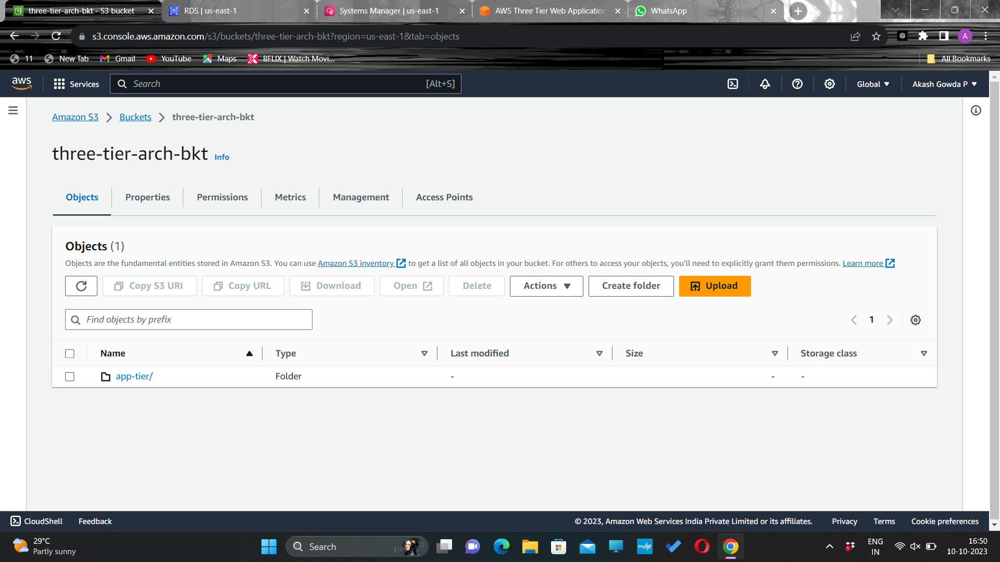 three-tier-arch-bkt - S3 bucket
RDS | us-east-1
Systems Manager | us-east-1
AWS Three Tier Web Application
WhatsApp
s3.console.aws.amazon.com/s3/buckets/three-tier-arch-bkt?region=us-east-1&tab=objects
A
11
New Tab
Gmail
YouTube
Maps
BFLIX | Watch Movi...
All Bookmarks
aws
Services
Search
[Alt+S]
Global
Akash Gowda P
Amazon S3
Buckets
three-tier-arch-bkt
three-tier-arch-bkt Info
Objects
Properties
Permissions
Metrics
Management
Access Points
Objects (1)
Objects are the fundamental entities stored in Amazon S3. You can use Amazon S3 inventory to get a list of all objects in your bucket. For others to access your objects, you'll need to explicitly grant them permissions. Learn more
Copy S3 URI
Copy URL
Download
Open
Delete
Actions
Create folder
Upload
Find objects by prefix
1
Name
Type
Last modified
Size
Storage class
app-tier/
Folder
-
-
-
CloudShell
Feedback
© 2023, Amazon Web Services India Private Limited or its affiliates.
Privacy
Terms
Cookie preferences
29°C
Partly sunny
Search
myhp
1
ENG
IN
16:50
10-10-2023